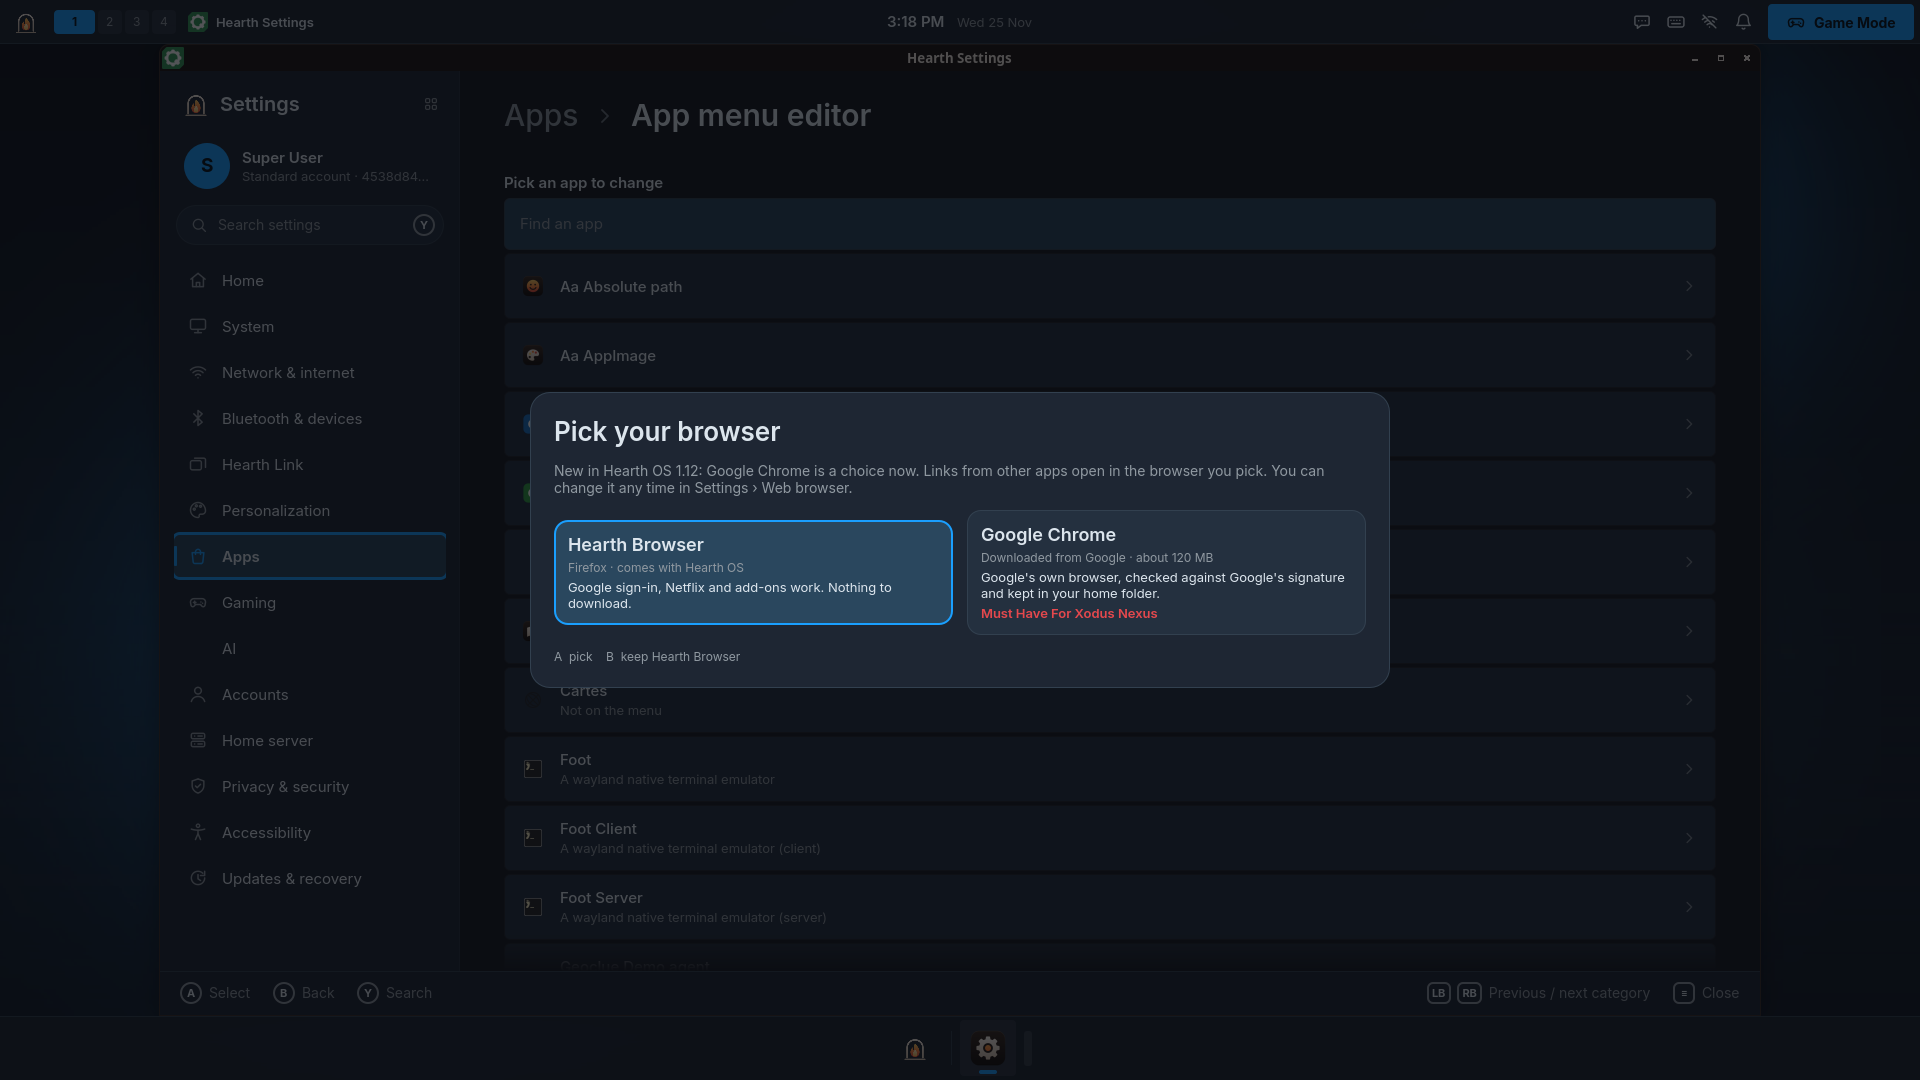 1
2
3
4
Hearth Settings
3:18 PM
Wed 25 Nov
Game Mode
Hearth Settings
Settings
S
Super User
Standard account · 4538d84...
Search settings
Y
Home
System
Network & internet
Bluetooth & devices
Hearth Link
Personalization
Apps
Gaming
AI
Accounts
Home server
Privacy & security
Accessibility
Updates & recovery
Apps > App menu editor
Pick an app to change
Find an app
Aa Absolute path
Aa AppImage
Pick your browser
New in Hearth OS 1.12: Google Chrome is a choice now. Links from other apps open in the browser you pick. You can
change it any time in Settings › Web browser.
Hearth Browser
Firefox · comes with Hearth OS
Google sign-in, Netflix and add-ons work. Nothing to
download.
Google Chrome
Downloaded from Google · about 120 MB
Google's own browser, checked against Google's signature
and kept in your home folder.
Must Have For Xodus Nexus
A pick B keep Hearth Browser
Cartes
Not on the menu
Foot
A wayland native terminal emulator
Foot Client
A wayland native terminal emulator (client)
Foot Server
A wayland native terminal emulator (server)
A Select B Back Y Search
LB RB Previous / next category
Close